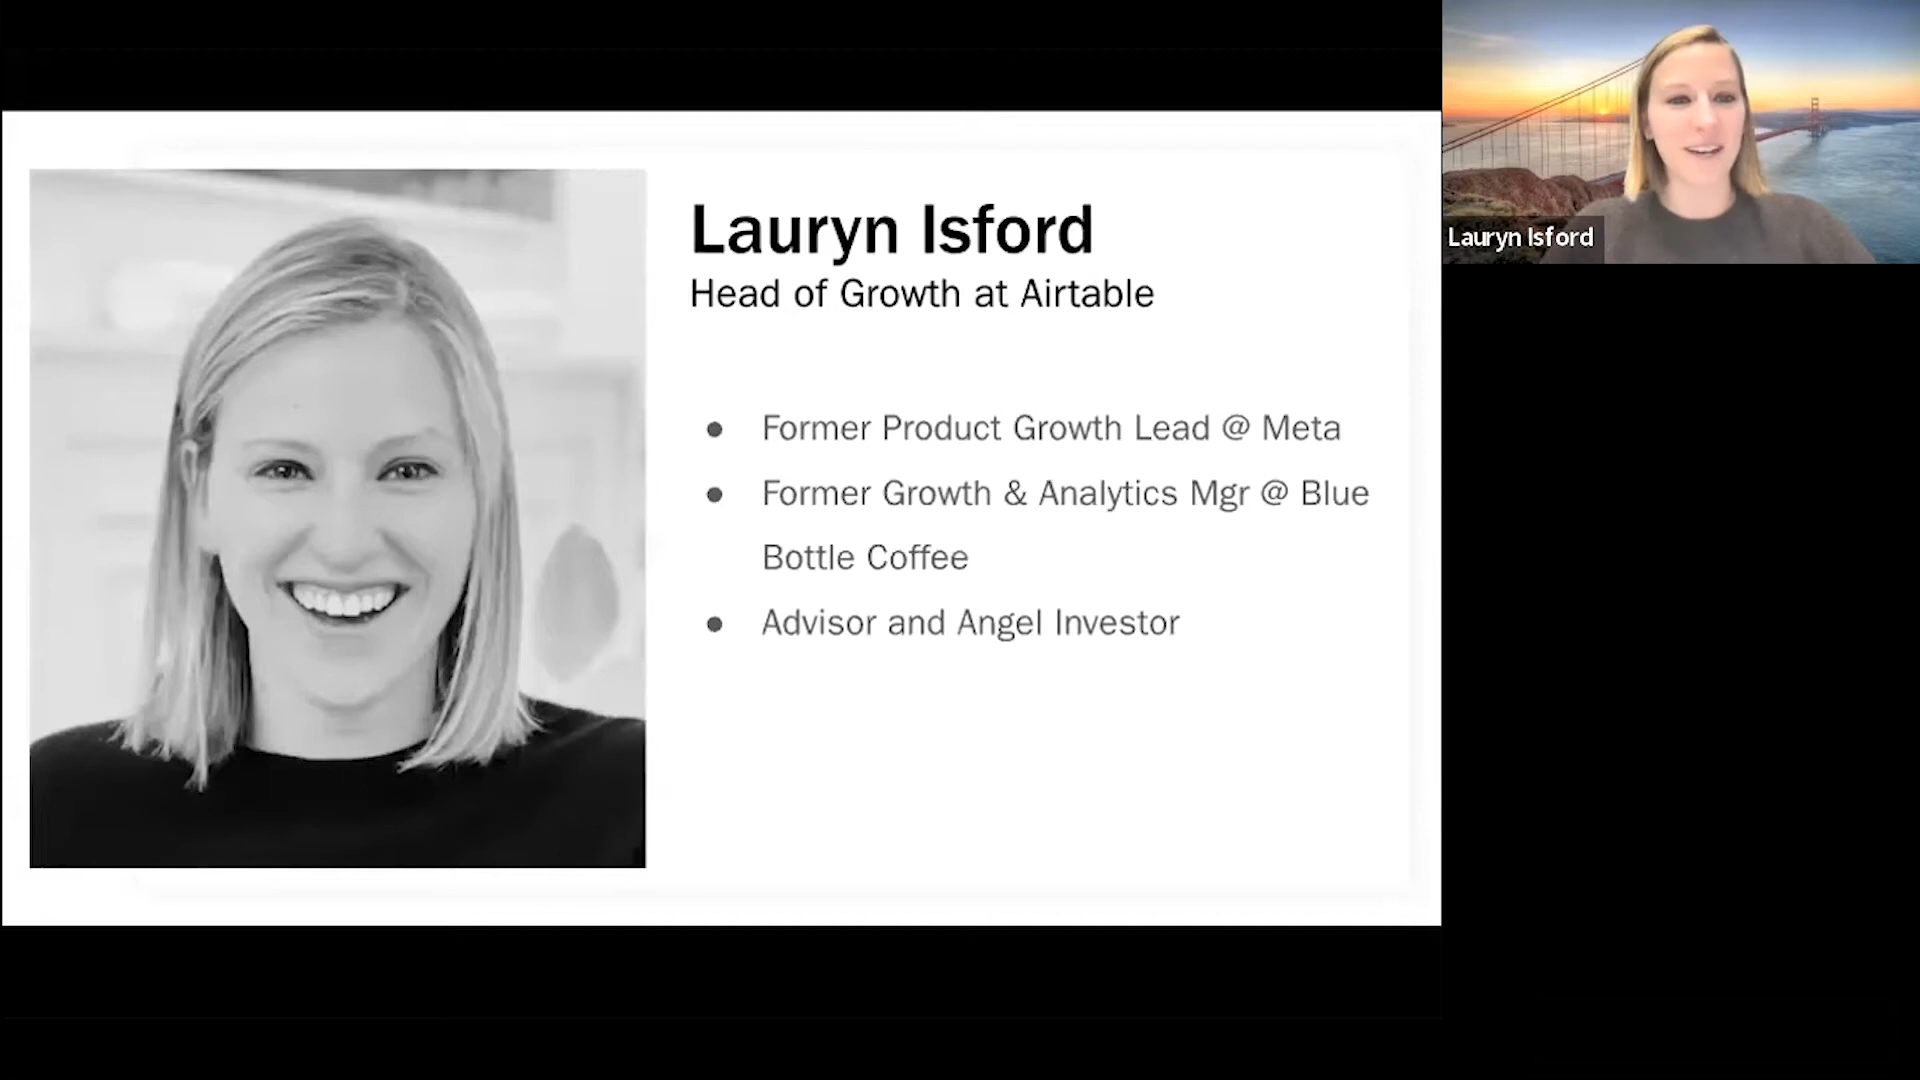 Lauryn Isford
Head of Growth at Airtable
● Former Product Growth Lead @ Meta
● Former Growth & Analytics Mgr @ Blue
Bottle Coffee
● Advisor and Angel Investor
Lauryn Isford